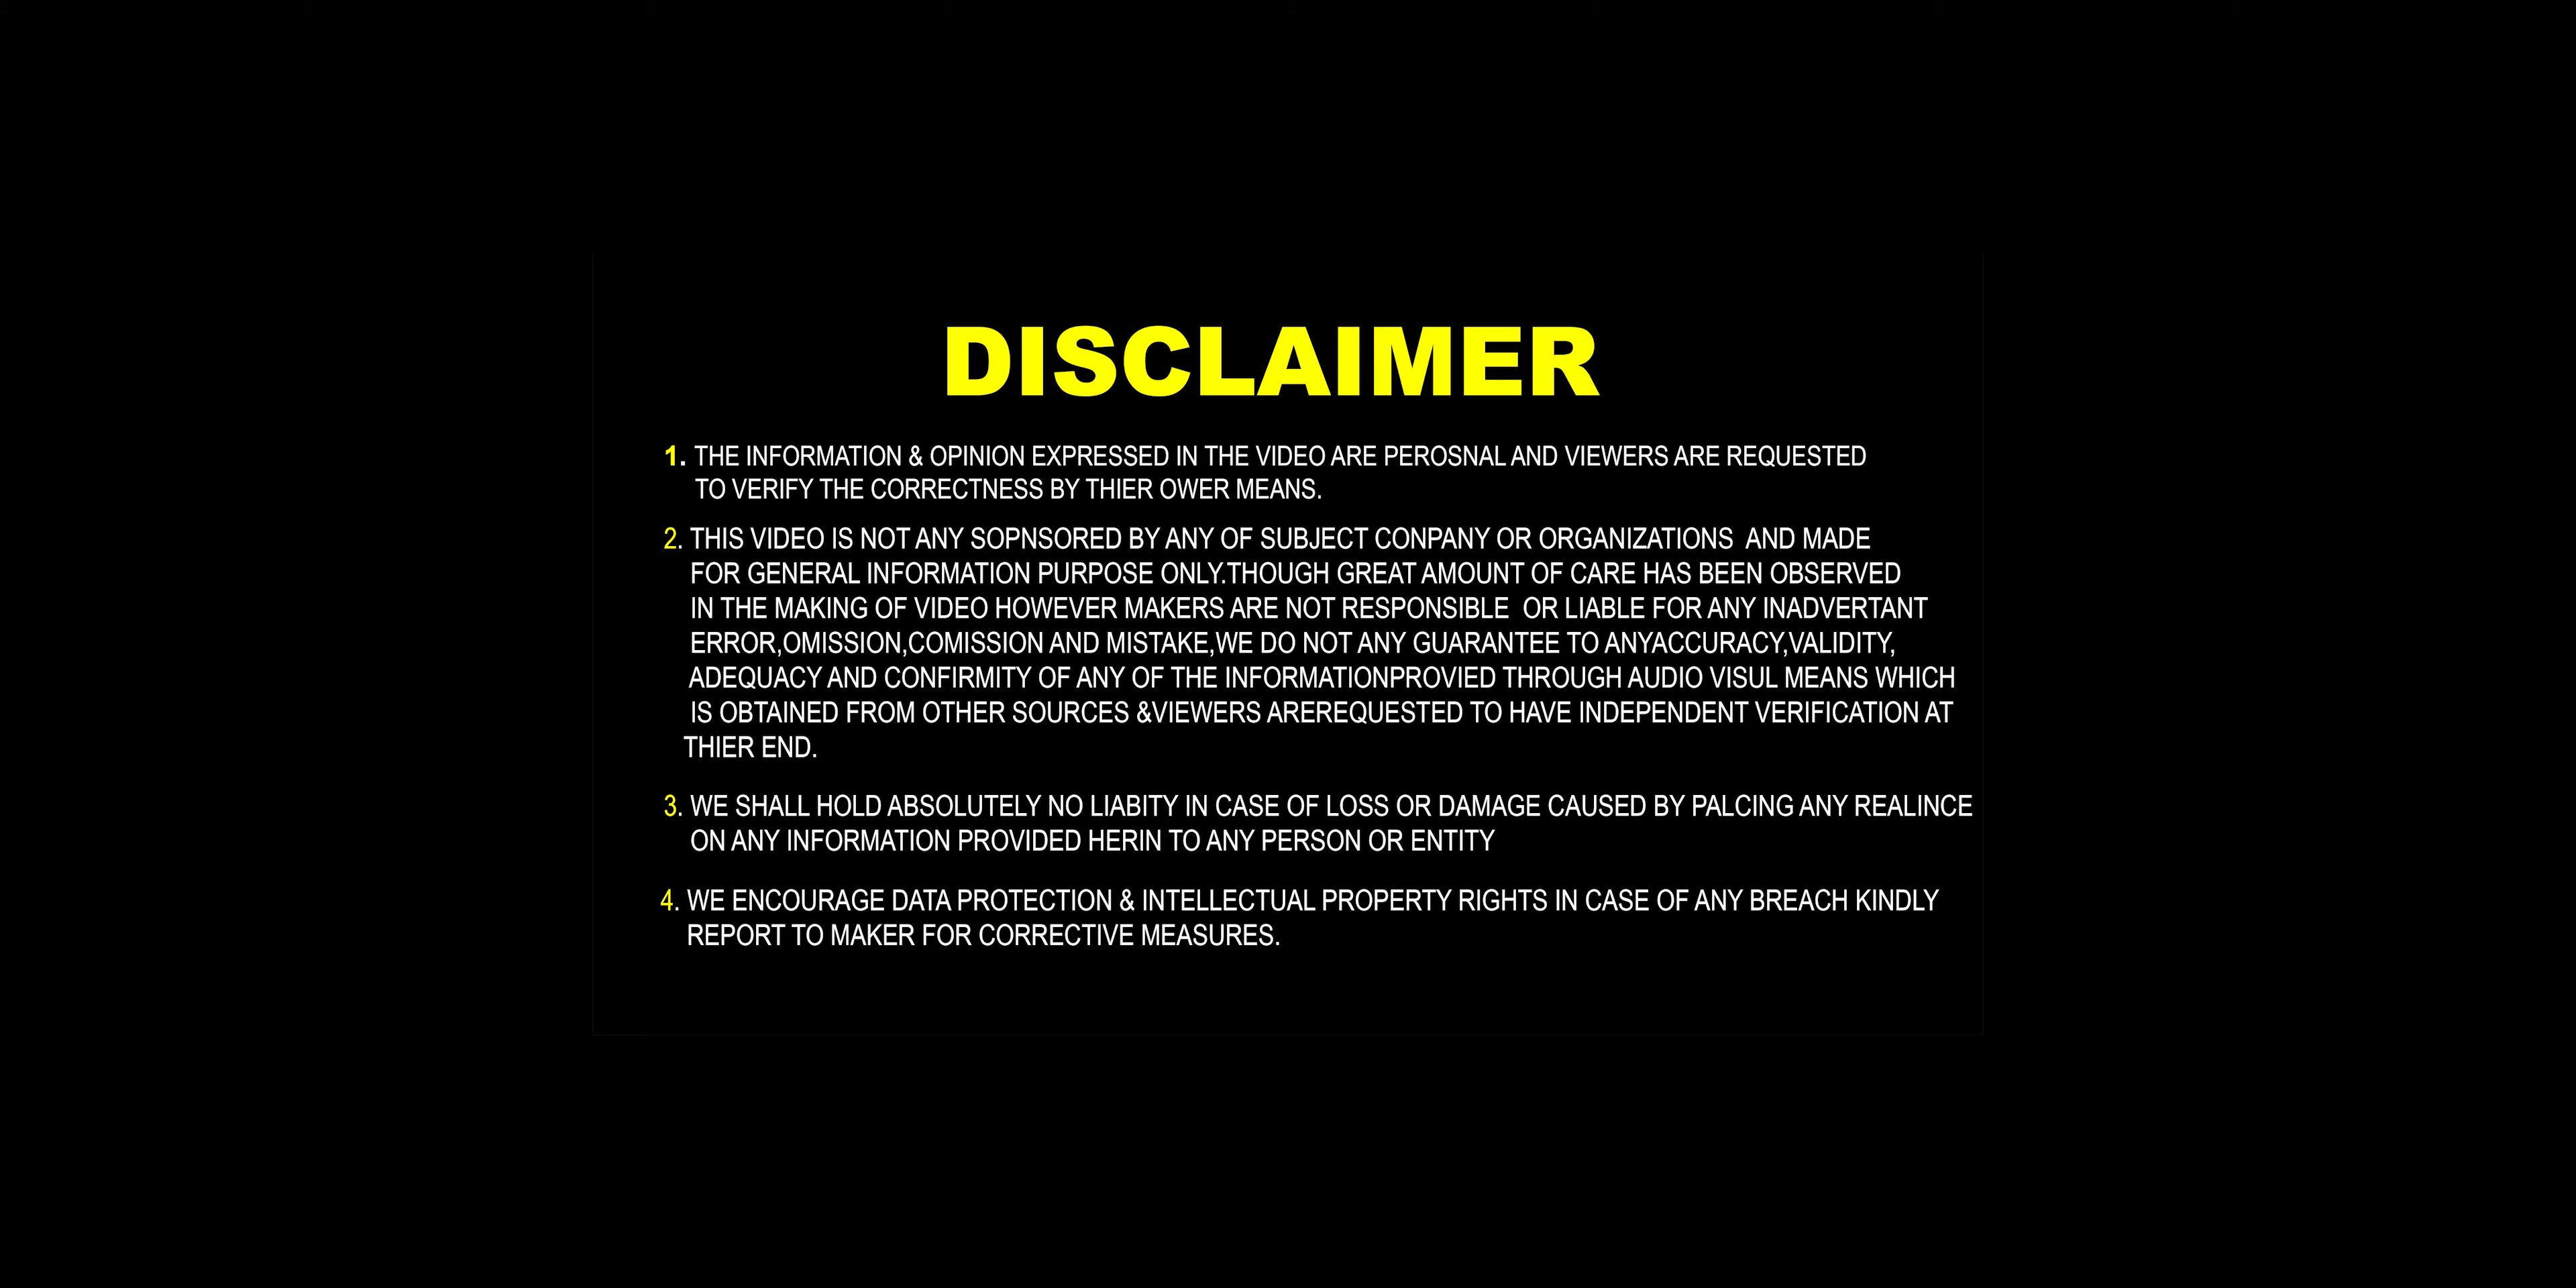 DISCLAIMER
1. THE INFORMATION & OPINION EXPRESSED IN THE VIDEO ARE PEROSNAL AND VIEWERS ARE REQUESTED
TO VERIFY THE CORRECTNESS BY THIER OWER MEANS.
2. THIS VIDEO IS NOT ANY SOPNSORED BY ANY OF SUBJECT CONPANY OR ORGANIZATIONS AND MADE
FOR GENERAL INFORMATION PURPOSE ONLY.THOUGH GREAT AMOUNT OF CARE HAS BEEN OBSERVED
IN THE MAKING OF VIDEO HOWEVER MAKERS ARE NOT RESPONSIBLE OR LIABLE FOR ANY INADVERTANT
ERROR,OMISSION,COMISSION AND MISTAKE,WE DO NOT ANY GUARANTEE TO ANYACCURACY,VALIDITY,
ADEQUACY AND CONFIRMITY OF ANY OF THE INFORMATIONPROVIED THROUGH AUDIO VISUL MEANS WHICH
IS OBTAINED FROM OTHER SOURCES &VIEWERS AREREQUESTED TO HAVE INDEPENDENT VERIFICATION AT
THIER END.
3. WE SHALL HOLD ABSOLUTELY NO LIABITY IN CASE OF LOSS OR DAMAGE CAUSED BY PALCING ANY REALINCE
ON ANY INFORMATION PROVIDED HERIN TO ANY PERSON OR ENTITY
4. WE ENCOURAGE DATA PROTECTION & INTELLECTUAL PROPERTY RIGHTS IN CASE OF ANY BREACH KINDLY
REPORT TO MAKER FOR CORRECTIVE MEASURES.